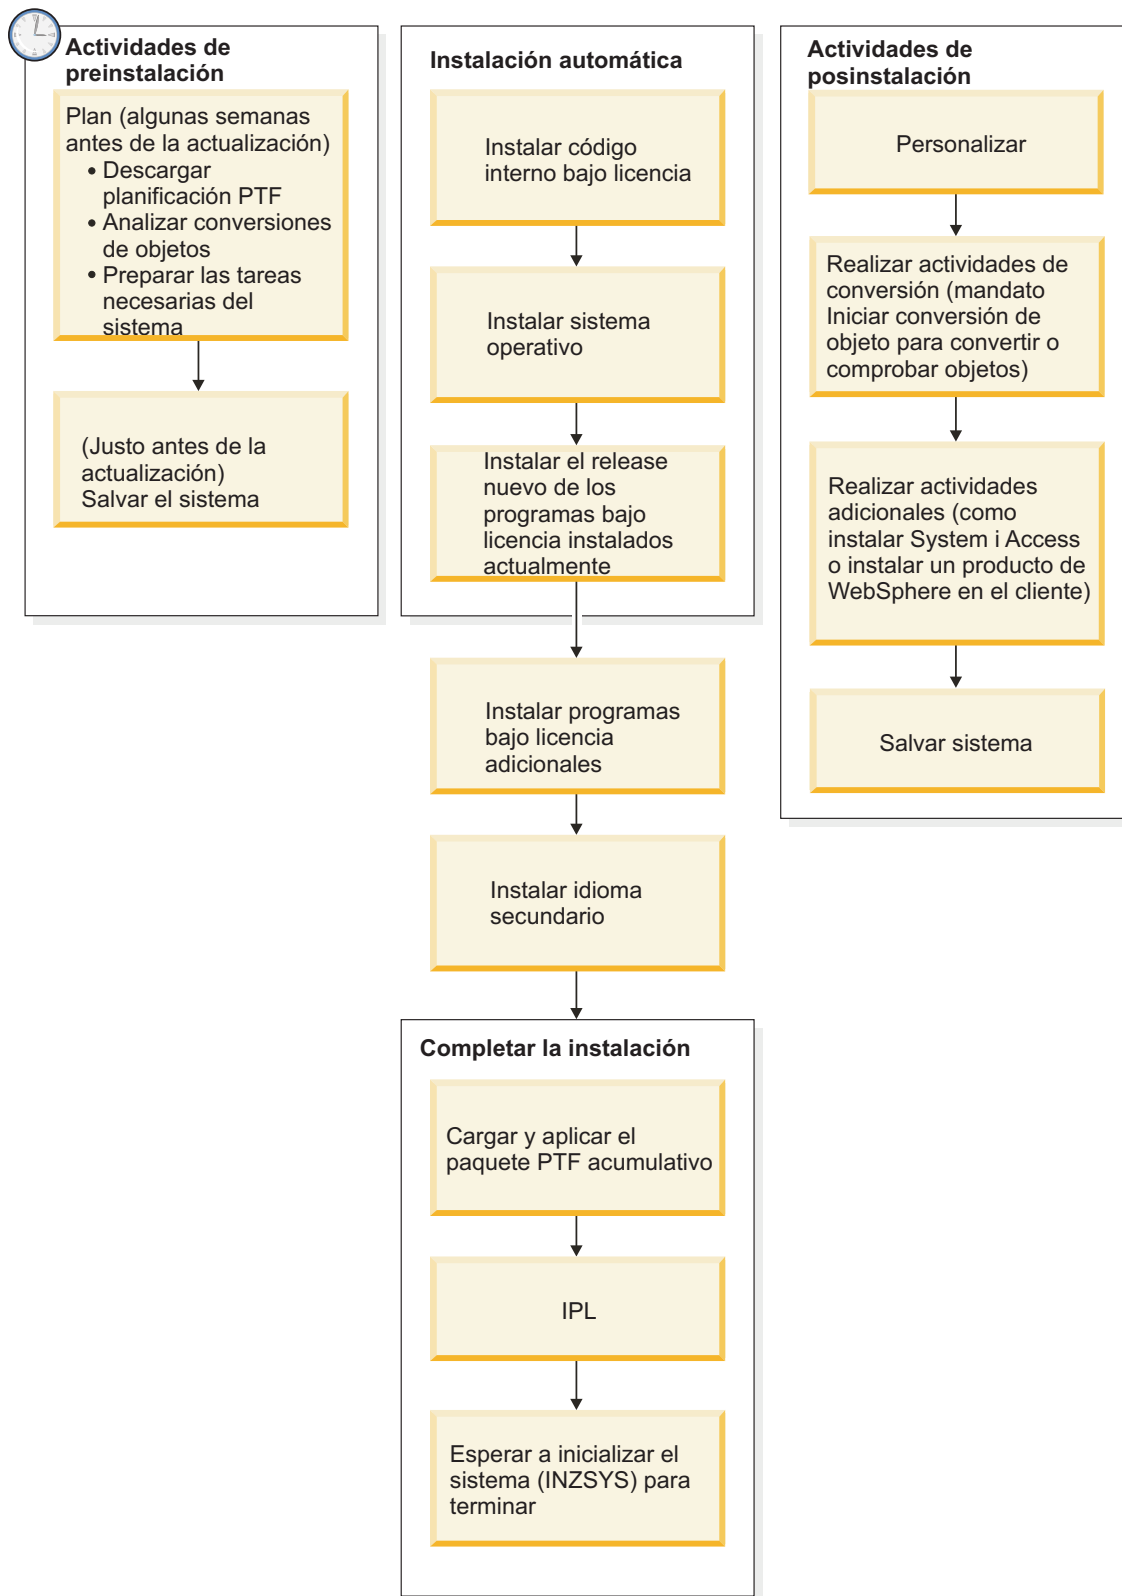 Actividades de
preinstalación
Plan (algunas semanas
antes de la actualización)
• Descargar
planificación PTF
• Analizar conversiones
de objetos
• Preparar las tareas
necesarias del
sistema
(Justo antes de la
actualización)
Salvar el sistema
Instalación automática
Instalar código
interno bajo licencia
Instalar sistema
operativo
Instalar el release
nuevo de los
programas bajo
licencia instalados
actualmente
Instalar programas
bajo licencia
adicionales
Instalar idioma
secundario
Completar la instalación
Cargar y aplicar el
paquete PTF acumulativo
IPL
Esperar a inicializar el
sistema (INZSYS) para
terminar
Actividades de
posinstalación
Personalizar
Realizar actividades de
conversión (mandato
Iniciar conversión de
objeto para convertir o
comprobar objetos)
Realizar actividades
adicionales (como
instalar System i Access
o instalar un producto de
WebSphere en el cliente)
Salvar sistema